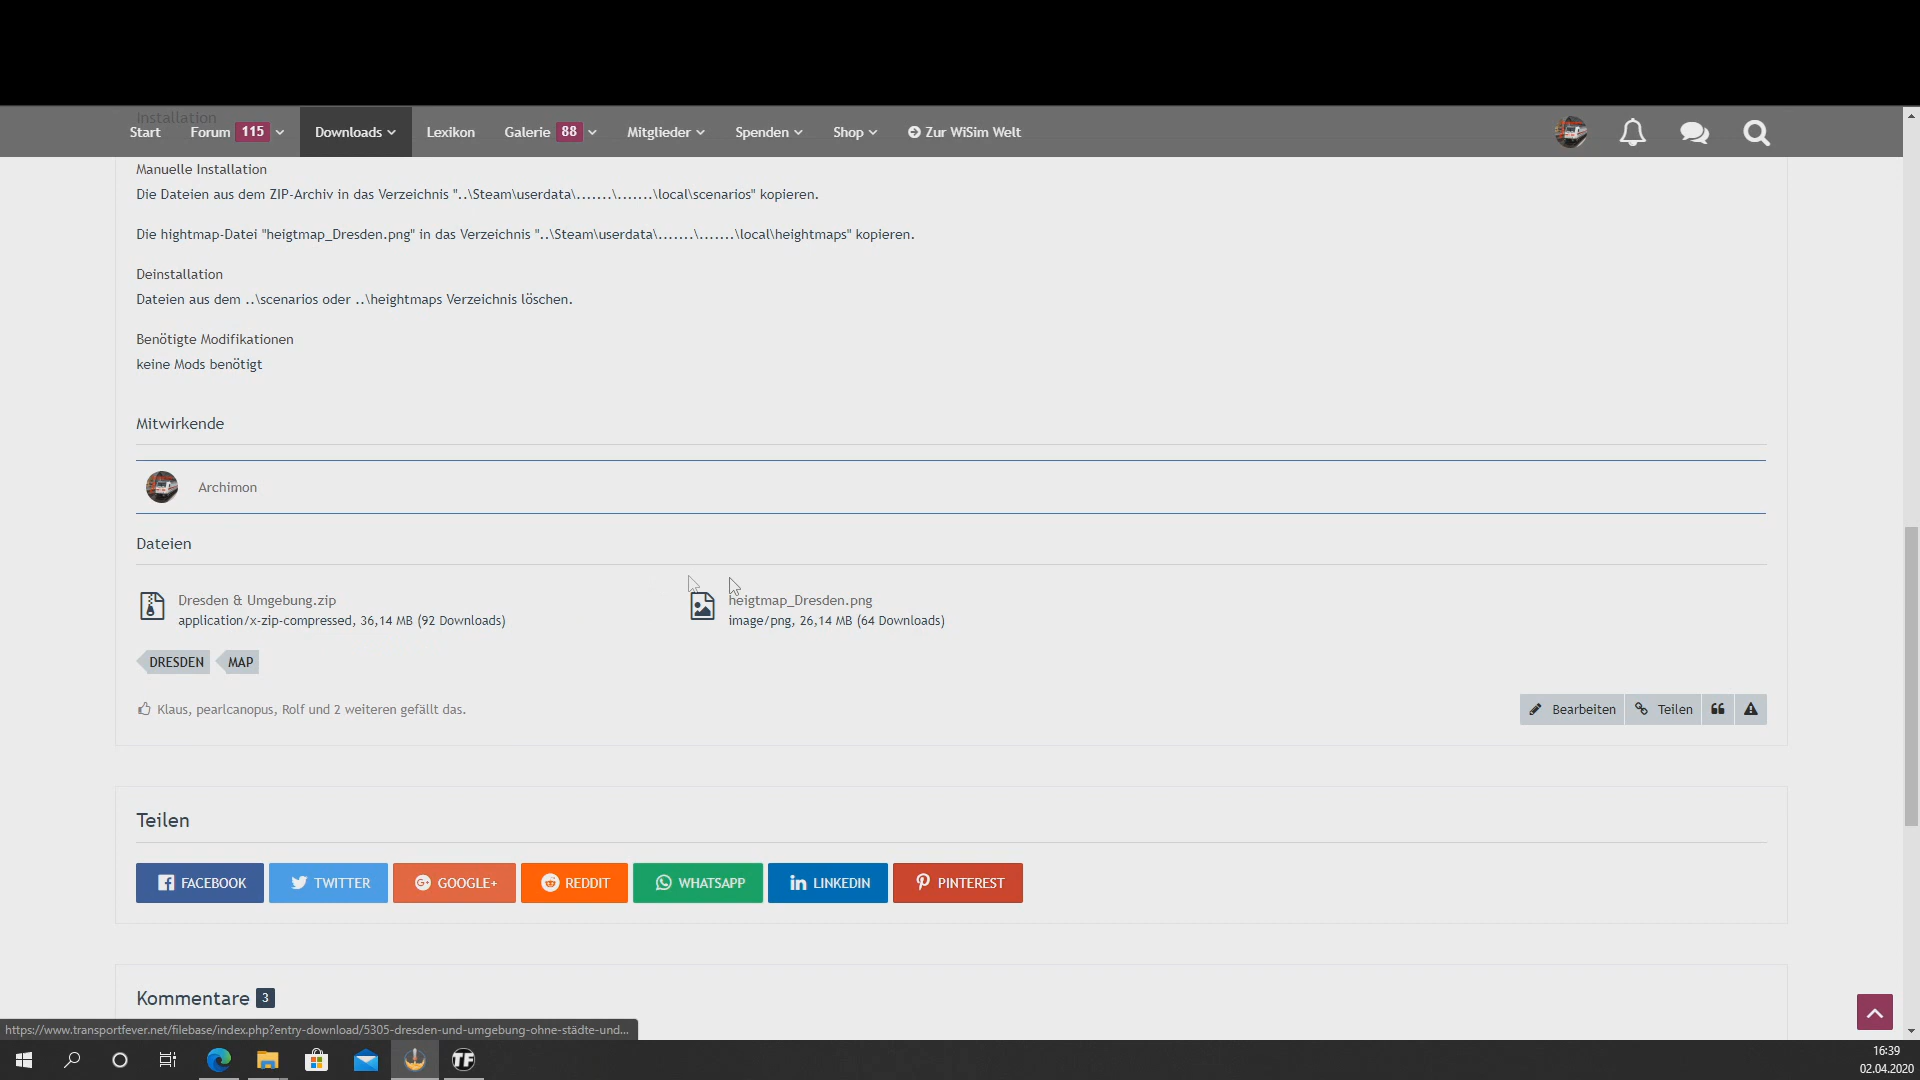 Installation
Start Forum 115 Downloads Lexikon Galerie 88 Mitglieder Spenden Shop Zur WiSim Welt
Manuelle Installation
Die Dateien aus dem ZIP-Archiv in das Verzeichnis "..\Steam\userdata\.......\.......\local\scenarios" kopieren.
Die hightmap-Datei "heigtmap_Dresden.png" in das Verzeichnis "..\Steam\userdata\.......\.......\local\heightmaps" kopieren.
Deinstallation
Dateien aus dem ..\scenarios oder ..\heightmaps Verzeichnis löschen.
Benötigte Modifikationen
keine Mods benötigt
Mitwirkende
Archimon
Dateien
Dresden & Umgebung.zip
application/x-zip-compressed, 36,14 MB (92 Downloads)
heigtmap_Dresden.png
image/png, 26,14 MB (64 Downloads)
DRESDEN MAP
Klaus, pearlcanopus, Rolf und 2 weiteren gefällt das.
Bearbeiten Teilen
Teilen
FACEBOOK TWITTER GOOGLE+ REDDIT WHATSAPP LINKEDIN PINTEREST
Kommentare 3
https://www.transportfever.net/filebase/index.php?entry-download/5305-dresden-und-umgebung-ohne-städte-und...
TF
16:39
02.04.2020